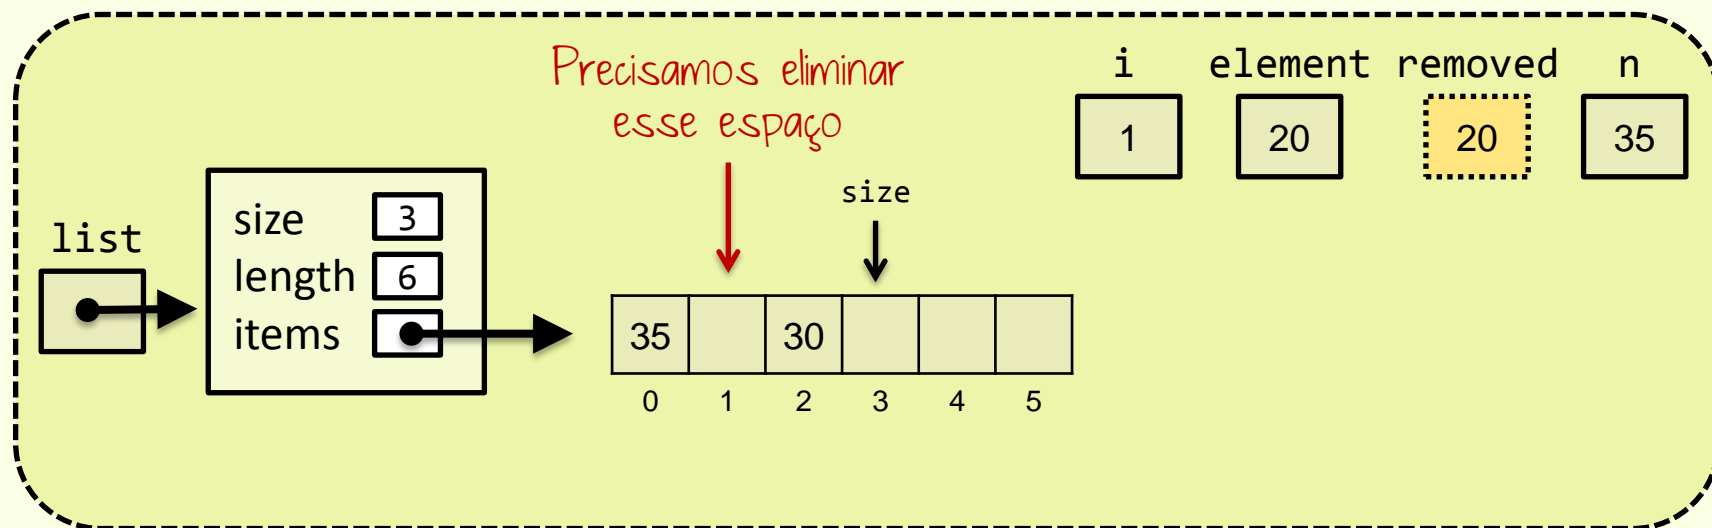 Precisamos eliminar
esse espaço
i element removed n
1 20 20 35
size
list
size 3
length 6
items
35 30
0 1 2 3 4 5